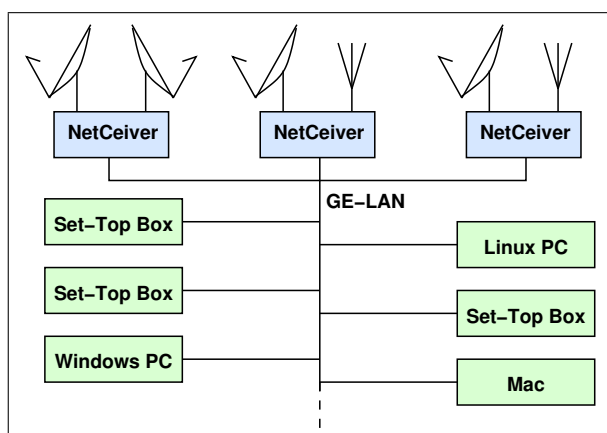 NetCeiver
NetCeiver
NetCeiver
GE-LAN
Set-Top Box
Linux PC
Set-Top Box
Set-Top Box
Windows PC
Mac